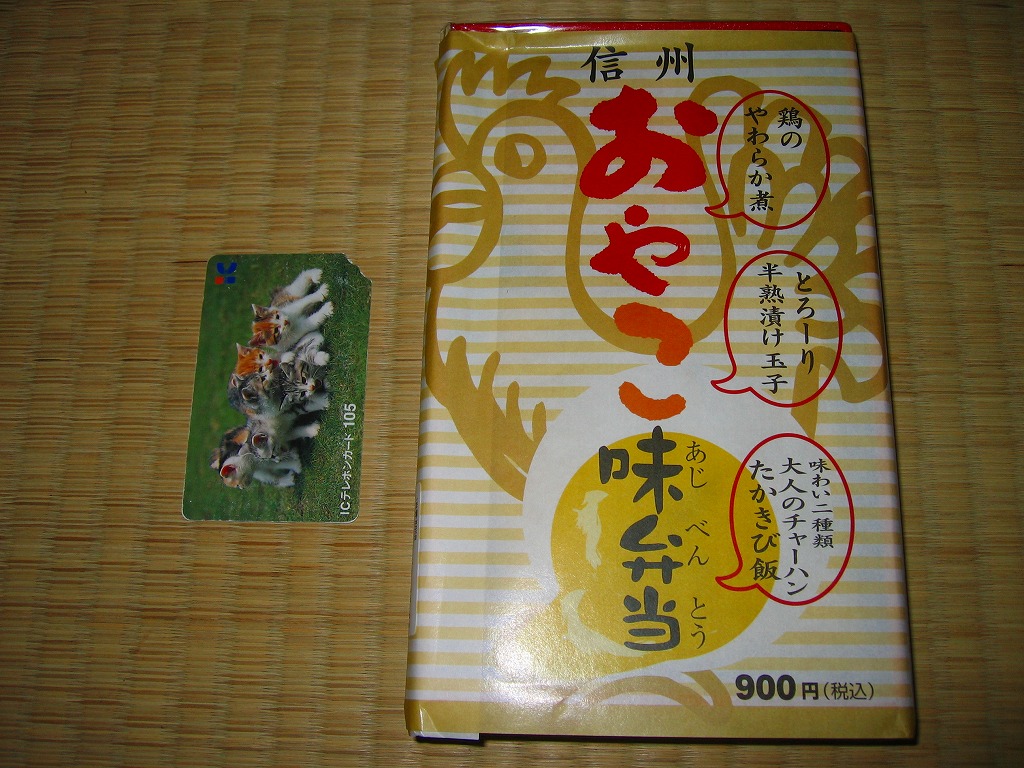 信州
おやこ
味弁当
あじ べん とう
鶏の
やわらか煮
とろーり
半熟漬け玉子
味わい二種類
大人のチャーハン
たかきび飯
900円(税込)
ICテレホンカード 105